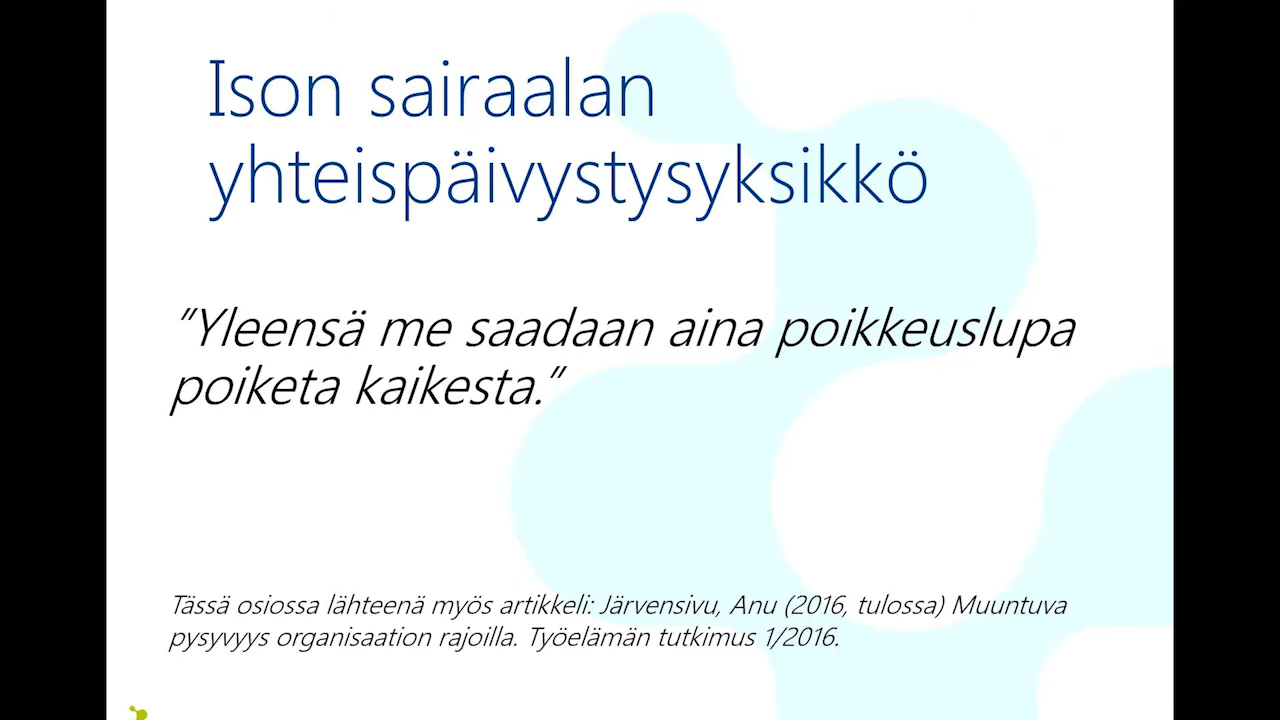 Ison sairaalan
yhteispäivystysyksikkö
”Yleensä me saadaan aina poikkeuslupa
poiketa kaikesta.”
Tässä osiossa lähteenä myös artikkeli: Järvensivu, Anu (2016, tulossa) Muuntuva
pysyvyys organisaation rajoilla. Työelämän tutkimus 1/2016.